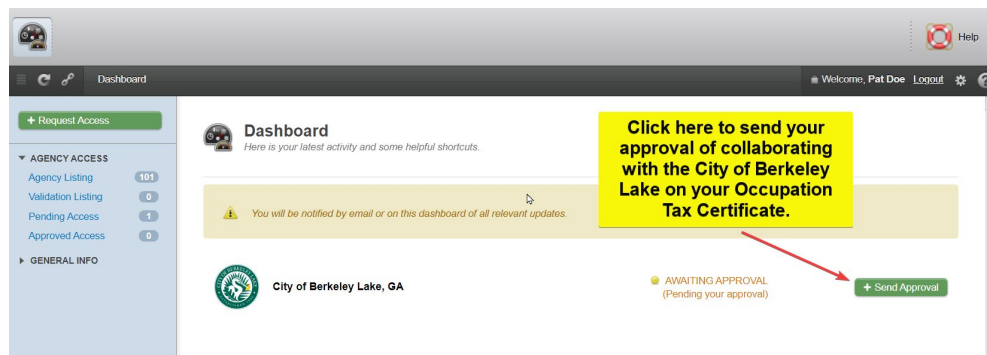 Help
Dashboard
Welcome, Pat Doe Logout
+ Request Access
AGENCY ACCESS
Agency Listing 101
Validation Listing 0
Pending Access 1
Approved Access 0
GENERAL INFO
Dashboard
Here is your latest activity and some helpful shortcuts.
Click here to send your
approval of collaborating
with the City of Berkeley
Lake on your Occupation
Tax Certificate.
You will be notified by email or on this dashboard of all relevant updates.
City of Berkeley Lake, GA
AWAITING APPROVAL
(Pending your approval)
+ Send Approval